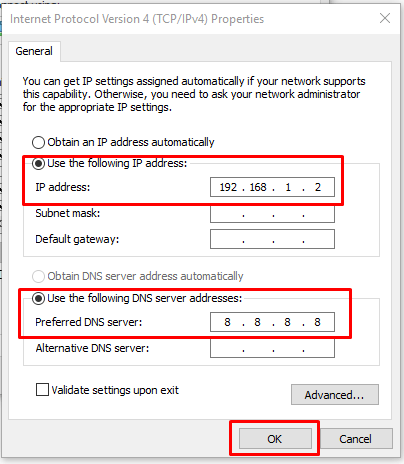 Internet Protocol Version 4 (TCP/IPv4) Properties
General
You can get IP settings assigned automatically if your network supports
this capability. Otherwise, you need to ask your network administrator
for the appropriate IP settings.
Obtain an IP address automatically
Use the following IP address:
IP address: 192 . 168 . 1 . 2
Subnet mask: . . .
Default gateway: . . .
Obtain DNS server address automatically
Use the following DNS server addresses:
Preferred DNS server: 8 . 8 . 8 . 8
Alternative DNS server: . . .
Validate settings upon exit
Advanced...
OK Cancel